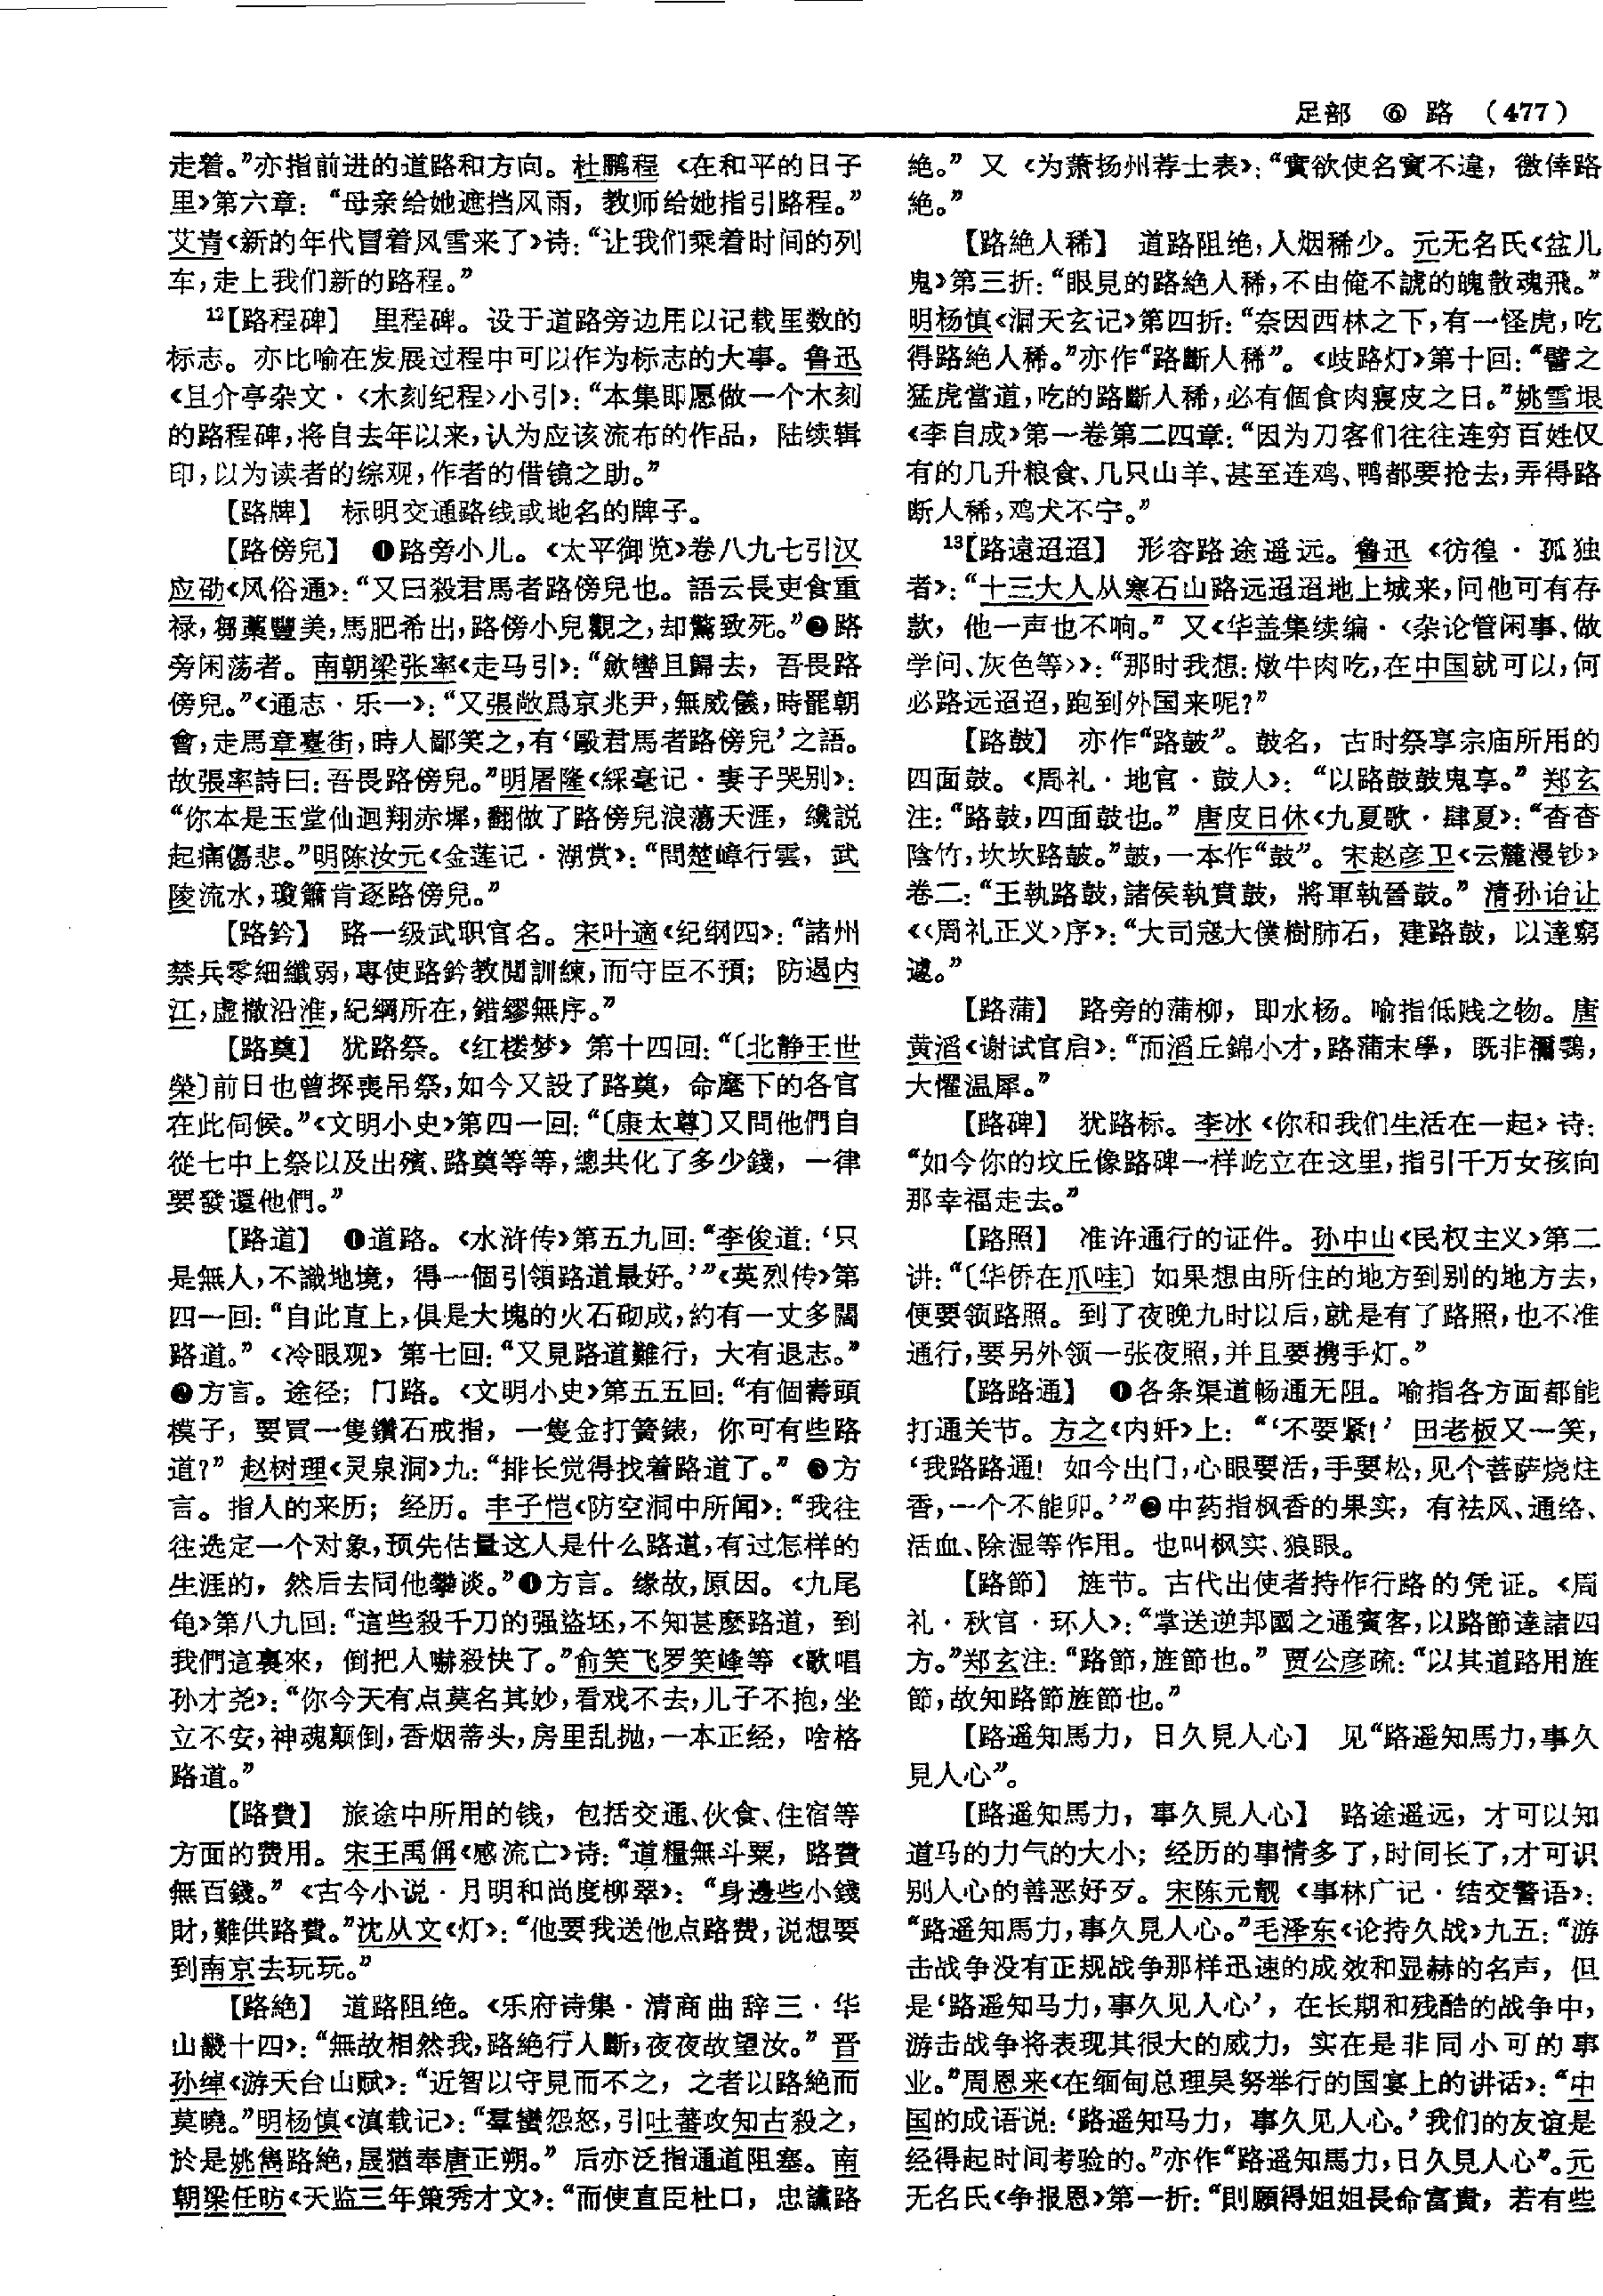 足部 ⑥ 路 (477)
走着。”亦指前进的道路和方向。杜鹏程《在和平的日子
里》第六章：“母亲给她遮挡风雨，教师给她指引路程。”
艾青《新的年代冒着风雪来了》诗：“让我们乘着时间的列
车，走上我们新的路程。”
12【路程碑】 里程碑。设于道路旁边用以记载里数的
标志。亦比喻在发展过程中可以作为标志的大事。鲁迅
《且介亭杂文·〈木刻纪程〉小引》：“本集即愿做一个木刻
的路程碑，将自去年以来，认为应该流布的作品，陆续辑
印，以为读者的综观，作者的借镜之助。”
【路牌】 标明交通路线或地名的牌子。
【路傍兒】 ❶路旁小儿。《太平御览》卷八九七引汉
应劭《风俗通》：“又曰殺君馬者路傍兒也。語云長吏食重
禄，芻藁豐美，馬肥希出，路傍小兒觀之，却驚致死。”❷路
旁闲荡者。南朝梁张率《走马引》：“斂轡且歸去，吾畏路
傍兒。”《通志·乐一》：“又張敞爲京兆尹，無威儀，時罷朝
會，走馬章臺街，時人鄙笑之，有‘毆君馬者路傍兒’之語。
故張率詩曰：吾畏路傍兒。”明屠隆《綵毫记·妻子哭别》：
“你本是玉堂仙迴翔赤墀，翻做了路傍兒浪蕩天涯，纔説
起痛傷悲。”明陈汝元《金莲记·湖赏》：“問楚嶂行雲，武
陵流水，瓊簫肯逐路傍兒。”
【路鈐】 路一级武职官名。宋叶適《纪纲四》：“諸州
禁兵零細纖弱，專使路鈐教閲訓練，而守臣不預；防遏内
江，虚撤沿淮，紀綱所在，錯繆無序。”
【路奠】 犹路祭。《红楼梦》第十四回：“〔北静王世
榮〕前日也曾探喪吊祭，如今又設了路奠，命麾下的各官
在此伺候。”《文明小史》第四一回：“〔康太尊〕又問他們自
從七中上祭以及出殯、路奠等等，總共化了多少錢，一律
要發還他們。”
【路道】 ❶道路。《水浒传》第五九回：“李俊道：‘只
是無人，不識地境，得一個引領路道最好。’”《英烈传》第
四一回：“自此直上，俱是大塊的火石砌成，約有一丈多闊
路道。”《冷眼观》第七回：“又見路道難行，大有退志。”
❷方言。途径；门路。《文明小史》第五五回：“有個壽頭
模子，要買一隻鑽石戒指，一隻金打簧錶，你可有些路
道？”赵树理《灵泉洞》九：“排长觉得找着路道了。”❸方
言。指人的来历；经历。丰子恺《防空洞中所闻》：“我往
往选定一个对象，预先估量这人是什么路道，有过怎样的
生涯的，然后去同他攀谈。”❹方言。缘故，原因。《九尾
龟》第八九回：“這些殺千刀的强盜坯，不知甚麽路道，到
我們這裏來，倒把人嚇殺快了。”俞笑飞罗笑峰等《歌唱
孙才尧》：“你今天有点莫名其妙，看戏不去，儿子不抱，坐
立不安，神魂颠倒，香烟蒂头，房里乱抛，一本正经，啥格
路道。”
【路費】 旅途中所用的钱，包括交通、伙食、住宿等
方面的费用。宋王禹偁《感流亡》诗：“道糧無斗粟，路費
無百錢。”《古今小说·月明和尚度柳翠》：“身邊些小錢
財，難供路費。”沈从文《灯》：“他要我送他点路费，说想要
到南京去玩玩。”
【路絶】 道路阻绝。《乐府诗集·清商曲辞三·华
山畿十四》：“無故相然我，路絶行人斷，夜夜故望汝。”晋
孙绰《游天台山赋》：“近智以守見而不之，之者以路絶而
莫曉。”明杨慎《滇载记》：“羣蠻怨怒，引吐蕃攻知古殺之，
於是姚巂路絶，晟猶奉唐正朔。”后亦泛指通道阻塞。南
朝梁任昉《天监三年策秀才文》：“而使直臣杜口，忠讜路
絶。”又《为萧扬州荐士表》：“實欲使名實不違，徼倖路
絶。”
【路絶人稀】 道路阻绝，人烟稀少。元无名氏《盆儿
鬼》第三折：“眼見的路絶人稀，不由俺不諕的魄散魂飛。”
明杨慎《洞天玄记》第四折：“奈因西林之下，有一怪虎，吃
得路絶人稀。”亦作“路斷人稀”。《歧路灯》第十回：“譬之
猛虎當道，吃的路斷人稀，必有個食肉寢皮之日。”姚雪垠
《李自成》第一卷第二四章：“因为刀客们往往连穷百姓仅
有的几升粮食、几只山羊、甚至连鸡、鸭都要抢去，弄得路
断人稀，鸡犬不宁。”
13【路遠迢迢】 形容路途遥远。鲁迅《彷徨·孤独
者》：“十三大人从寒石山路远迢迢地上城来，问他可有存
款，他一声也不响。”又《华盖集续编·〈杂论管闲事、做
学问、灰色等〉》：“那时我想：燉牛肉吃，在中国就可以，何
必路远迢迢，跑到外国来呢？”
【路鼓】 亦作“路皷”。鼓名，古时祭享宗庙所用的
四面鼓。《周礼·地官·鼓人》：“以路鼓鼓鬼享。”郑玄
注：“路鼓，四面鼓也。”唐皮日休《九夏歌·肆夏》：“杳杳
陰竹，坎坎路皷。”皷，一本作“鼓”。宋赵彦卫《云麓漫钞》
卷二：“王執路鼓，諸侯執賁鼓，將軍執晉鼓。”清孙诒让
《〈周礼正义〉序》：“大司寇大僕樹肺石，建路鼓，以達窮
遽。”
【路蒲】 路旁的蒲柳，即水杨。喻指低贱之物。唐
黄滔《谢试官启》：“而滔丘錦小才，路蒲末學，既非禰鶚，
大懼温犀。”
【路碑】 犹路标。李冰《你和我们生活在一起》诗：
“如今你的坟丘像路碑一样屹立在这里，指引千万女孩向
那幸福走去。”
【路照】 准许通行的证件。孙中山《民权主义》第二
讲：“〔华侨在爪哇〕如果想由所住的地方到别的地方去，
便要领路照。到了夜晚九时以后，就是有了路照，也不准
通行，要另外领一张夜照，并且要携手灯。”
【路路通】 ❶各条渠道畅通无阻。喻指各方面都能
打通关节。方之《内奸》上：“‘不要紧！’田老板又一笑，
‘我路路通！如今出门，心眼要活，手要松，见个菩萨烧炷
香，一个不能卯。’”❷中药指枫香的果实，有祛风、通络、
活血、除湿等作用。也叫枫实、狼眼。
【路節】 旌节。古代出使者持作行路的凭证。《周
礼·秋官·环人》：“掌送逆邦國之通賓客，以路節達諸四
方。”郑玄注：“路節，旌節也。”贾公彦疏：“以其道路用旌
節，故知路節旌節也。”
【路遥知馬力，日久見人心】 见“路遥知馬力，事久
見人心”。
【路遥知馬力，事久見人心】 路途遥远，才可以知
道马的力气的大小；经历的事情多了，时间长了，才可识
别人心的善恶好歹。宋陈元靓《事林广记·结交警语》：
“路遥知馬力，事久見人心。”毛泽东《论持久战》九五：“游
击战争没有正规战争那样迅速的成效和显赫的名声，但
是‘路遥知马力，事久见人心’，在长期和残酷的战争中，
游击战争将表现其很大的威力，实在是非同小可的事
业。”周恩来《在缅甸总理吴努举行的国宴上的讲话》：“中
国的成语说：‘路遥知马力，事久见人心。’我们的友谊是
经得起时间考验的。”亦作“路遥知馬力，日久見人心”。元
无名氏《争报恩》第一折：“則願得姐姐長命富貴，若有些